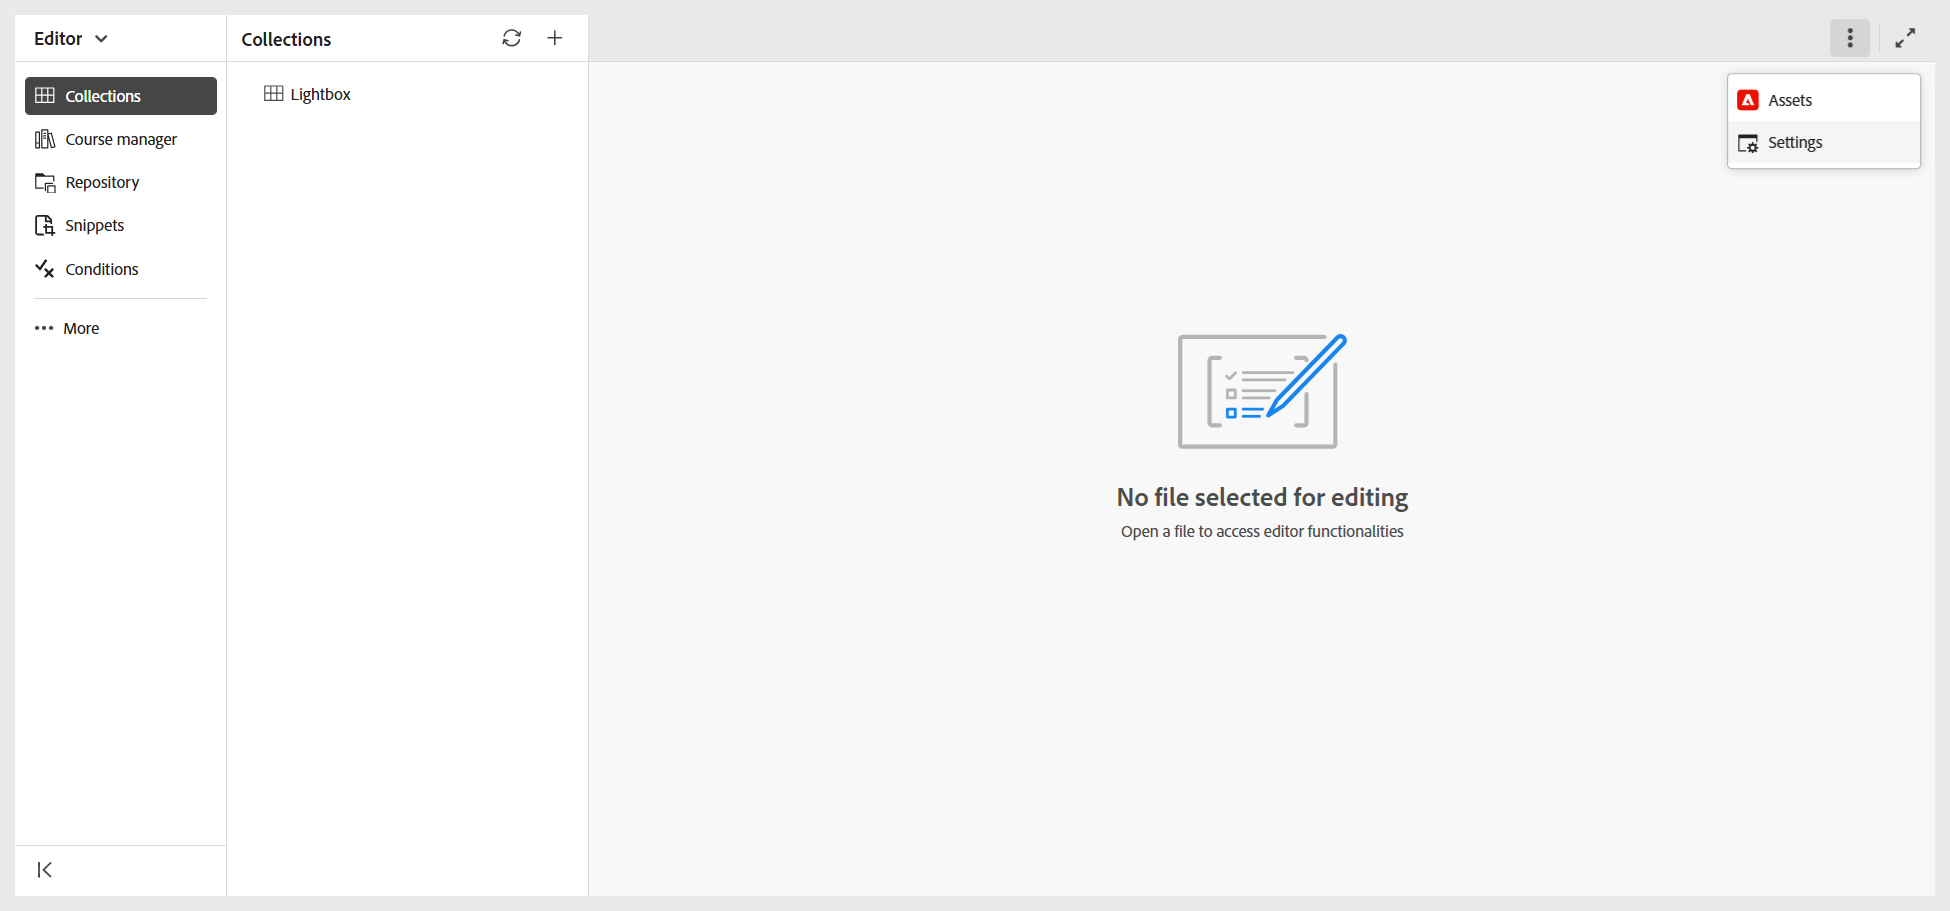 Editor
Collections
Course manager
Repository
Snippets
Conditions
More
Collections
Lightbox
Assets
Settings
No file selected for editing
Open a file to access editor functionalities